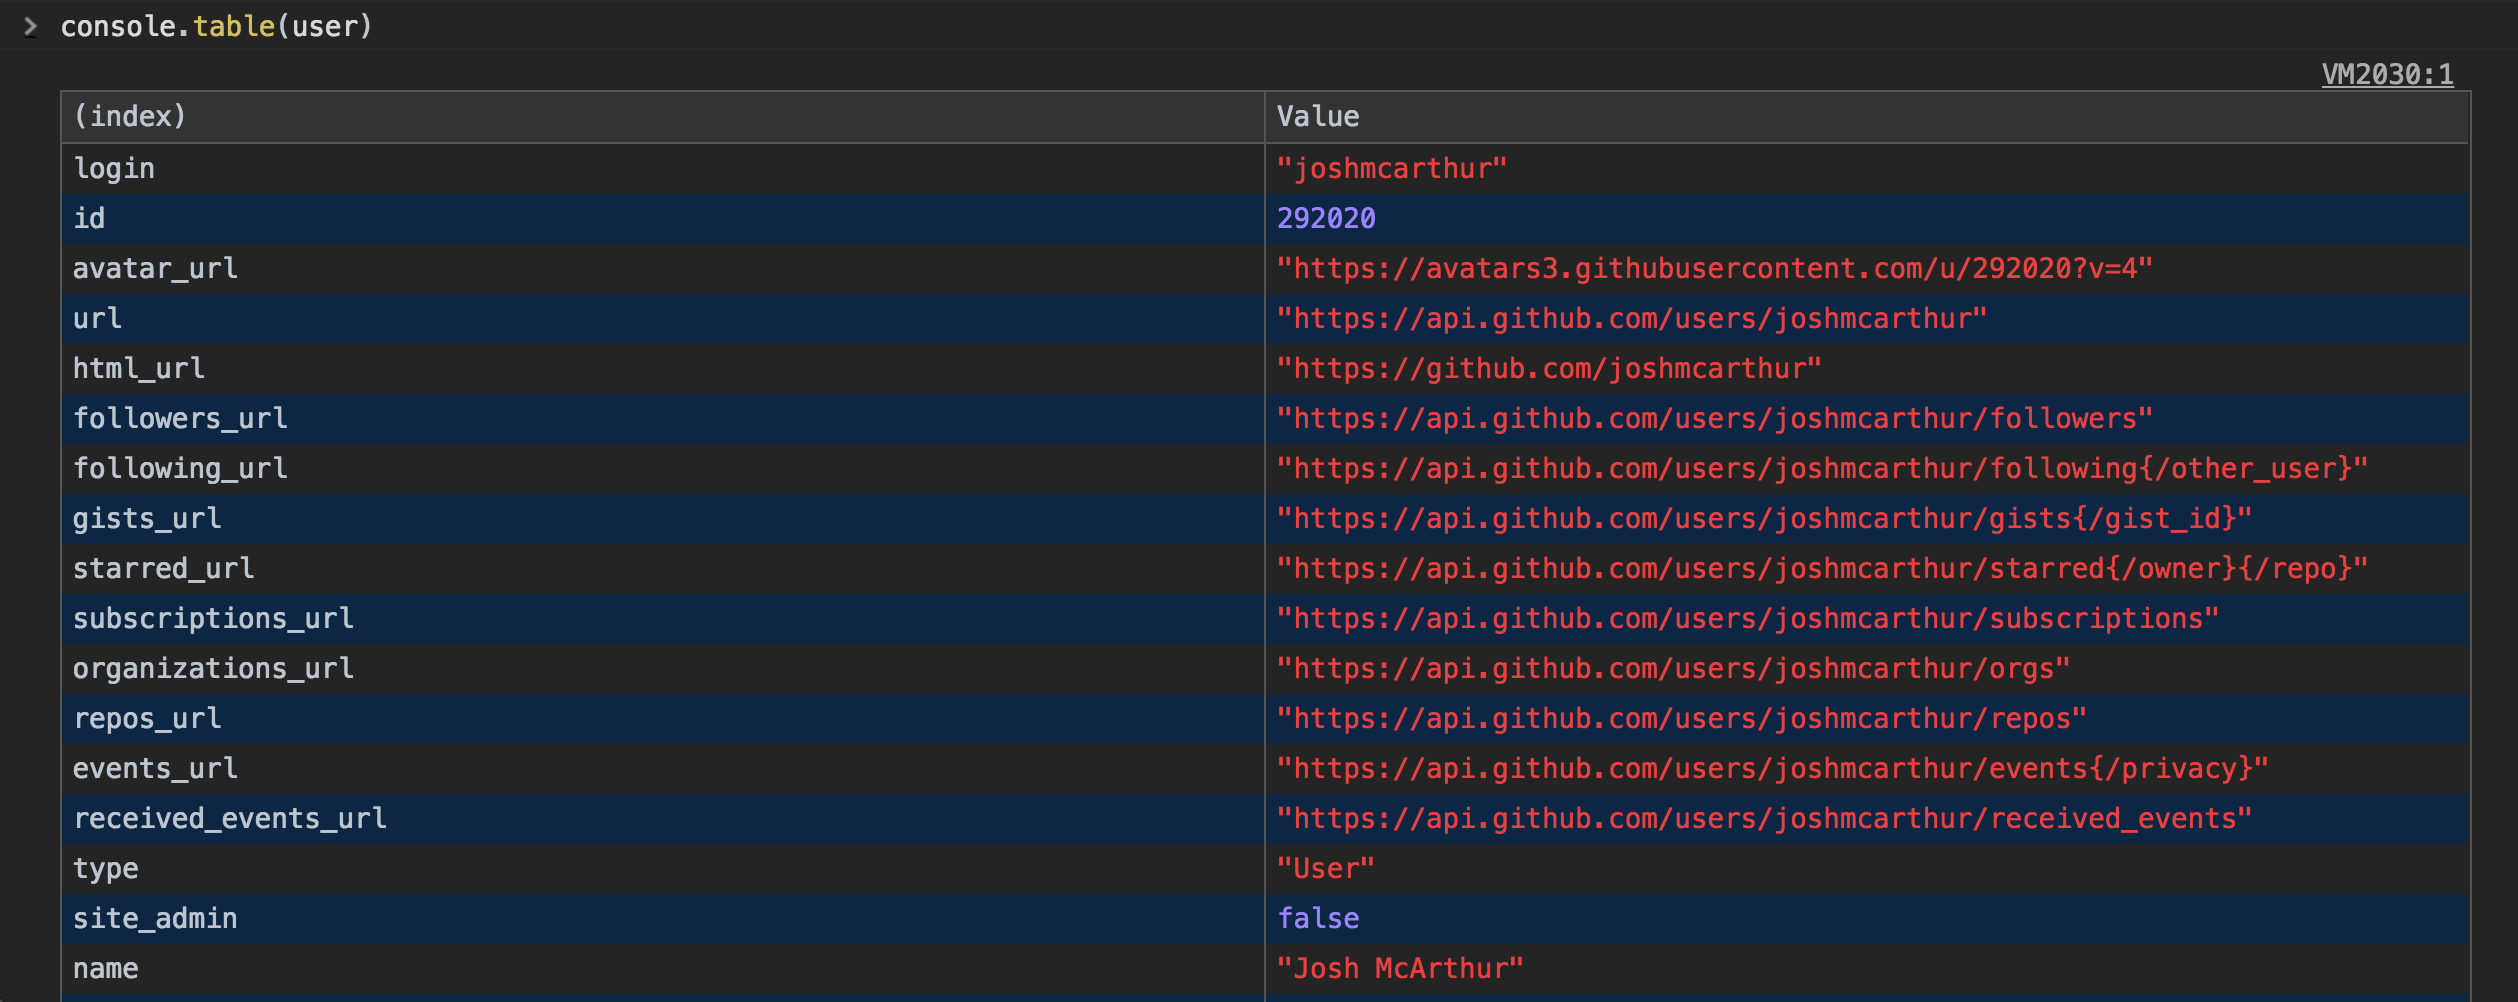 > console.table(user)
VM2030:1
(index) Value
login "joshmcarthur"
id 292020
avatar_url "https://avatars3.githubusercontent.com/u/292020?v=4"
url "https://api.github.com/users/joshmcarthur"
html_url "https://github.com/joshmcarthur"
followers_url "https://api.github.com/users/joshmcarthur/followers"
following_url "https://api.github.com/users/joshmcarthur/following{/other_user}"
gists_url "https://api.github.com/users/joshmcarthur/gists{/gist_id}"
starred_url "https://api.github.com/users/joshmcarthur/starred{/owner}{/repo}"
subscriptions_url "https://api.github.com/users/joshmcarthur/subscriptions"
organizations_url "https://api.github.com/users/joshmcarthur/orgs"
repos_url "https://api.github.com/users/joshmcarthur/repos"
events_url "https://api.github.com/users/joshmcarthur/events{/privacy}"
received_events_url "https://api.github.com/users/joshmcarthur/received_events"
type "User"
site_admin false
name "Josh McArthur"